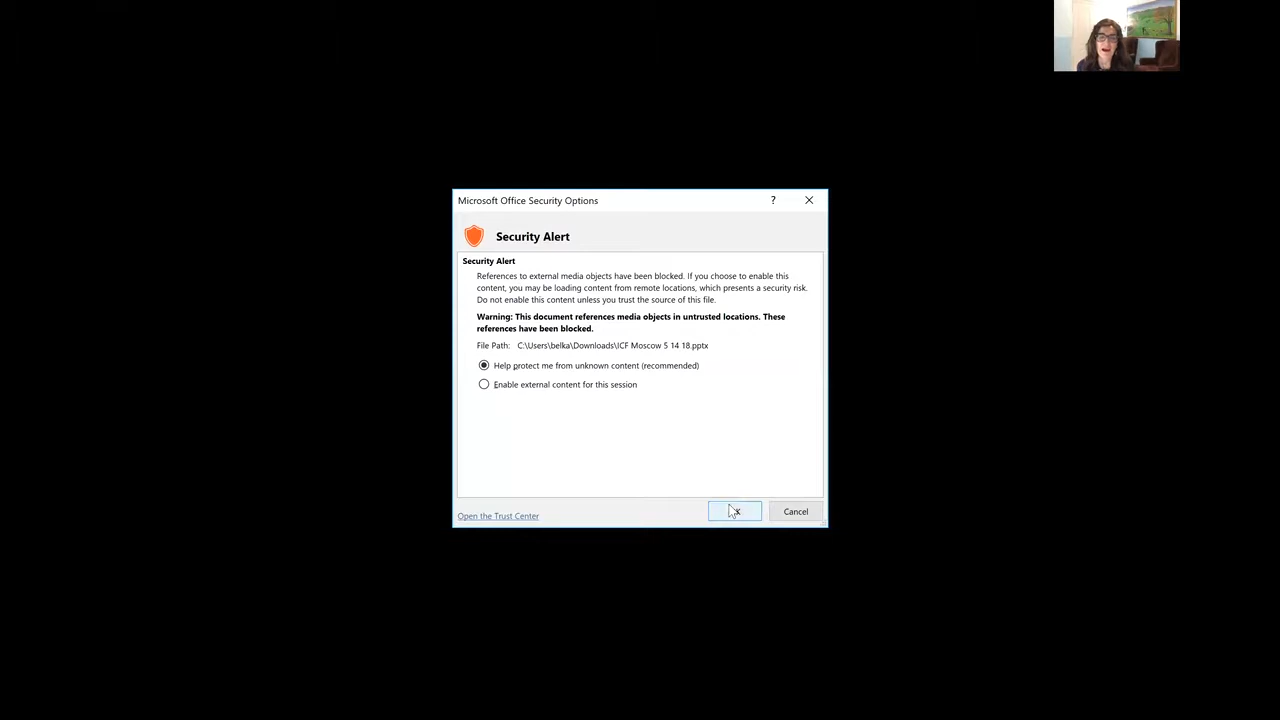 Microsoft Office Security Options
?
Security Alert
Security Alert
References to external media objects have been blocked. If you choose to enable this
content, you may be loading content from remote locations, which presents a security risk.
Do not enable this content unless you trust the source of this file.
Warning: This document references media objects in untrusted locations. These
references have been blocked.
File Path: C:\Users\belka\Downloads\ICF Moscow 5 14 18.pptx
Help protect me from unknown content (recommended)
Enable external content for this session
Open the Trust Center
Cancel